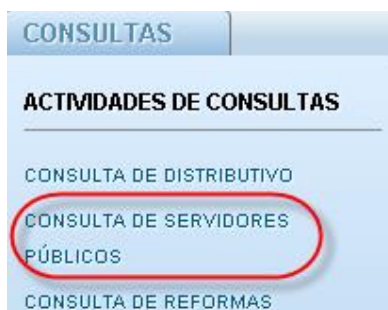 CONSULTAS
ACTIVIDADES DE CONSULTAS
CONSULTA DE DISTRIBUTIVO
CONSULTA DE SERVIDORES
PÚBLICOS
CONSULTA DE REFORMAS